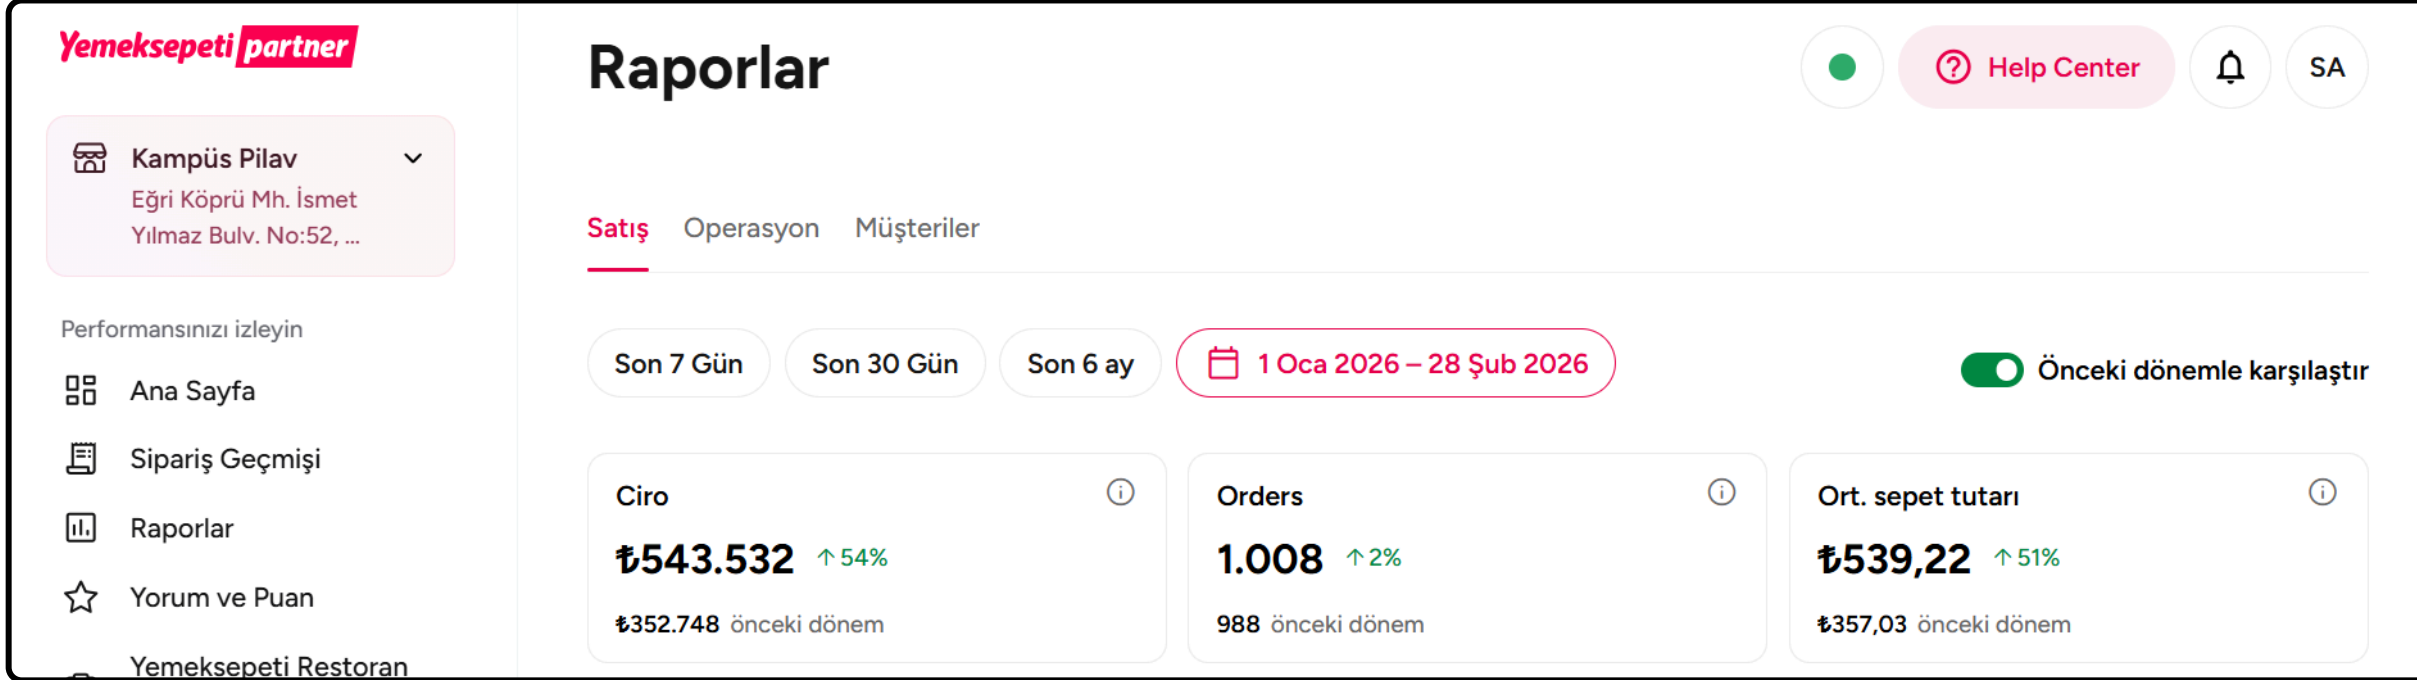 Yemeksepeti partner
Kampüs Pilav
Eğri Köprü Mh. İsmet
Yılmaz Bulv. No:52, ...
Performansınızı izleyin
Ana Sayfa
Sipariş Geçmişi
Raporlar
Yorum ve Puan
Yemeksepeti Restoran
Raporlar
Help Center
SA
Satış Operasyon Müşteriler
Son 7 Gün Son 30 Gün Son 6 ay 1 Oca 2026 – 28 Şub 2026
Önceki dönemle karşılaştır
Ciro
₺543.532 ↑ 54%
₺352.748 önceki dönem
Orders
1.008 ↑ 2%
988 önceki dönem
Ort. sepet tutarı
₺539,22 ↑ 51%
₺357,03 önceki dönem